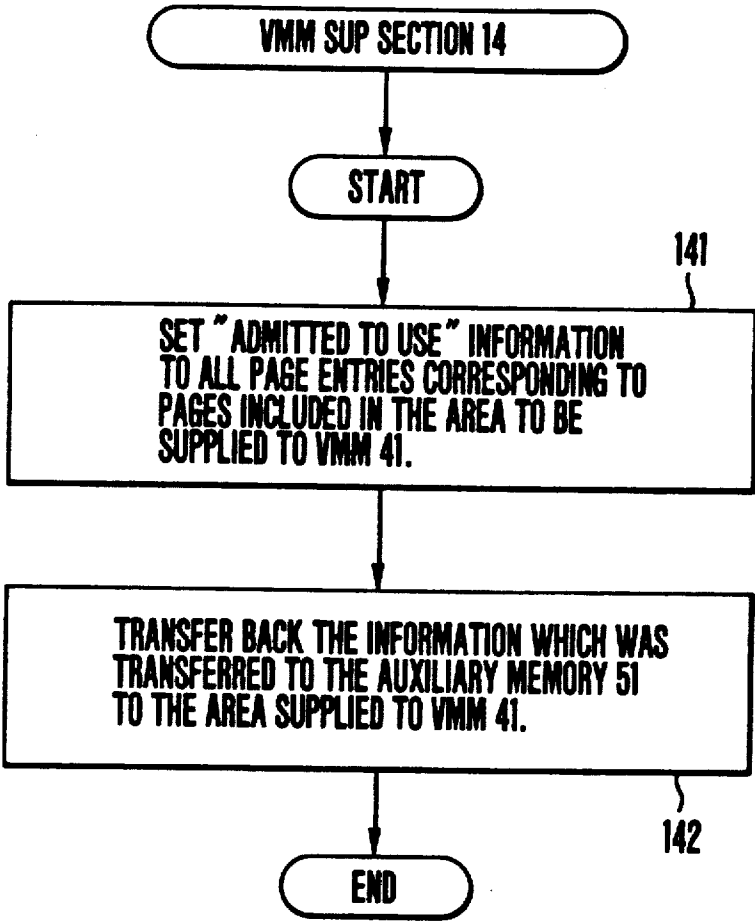 VMM SUP SECTION 14
START
141
SET "ADMITTED TO USE" INFORMATION
TO ALL PAGE ENTRIES CORRESPONDING TO
PAGES INCLUDED IN THE AREA TO BE
SUPPLIED TO VMM 41.
TRANSFER BACK THE INFORMATION WHICH WAS
TRANSFERRED TO THE AUXILIARY MEMORY 51
TO THE AREA SUPPLIED TO VMM 41.
142
END